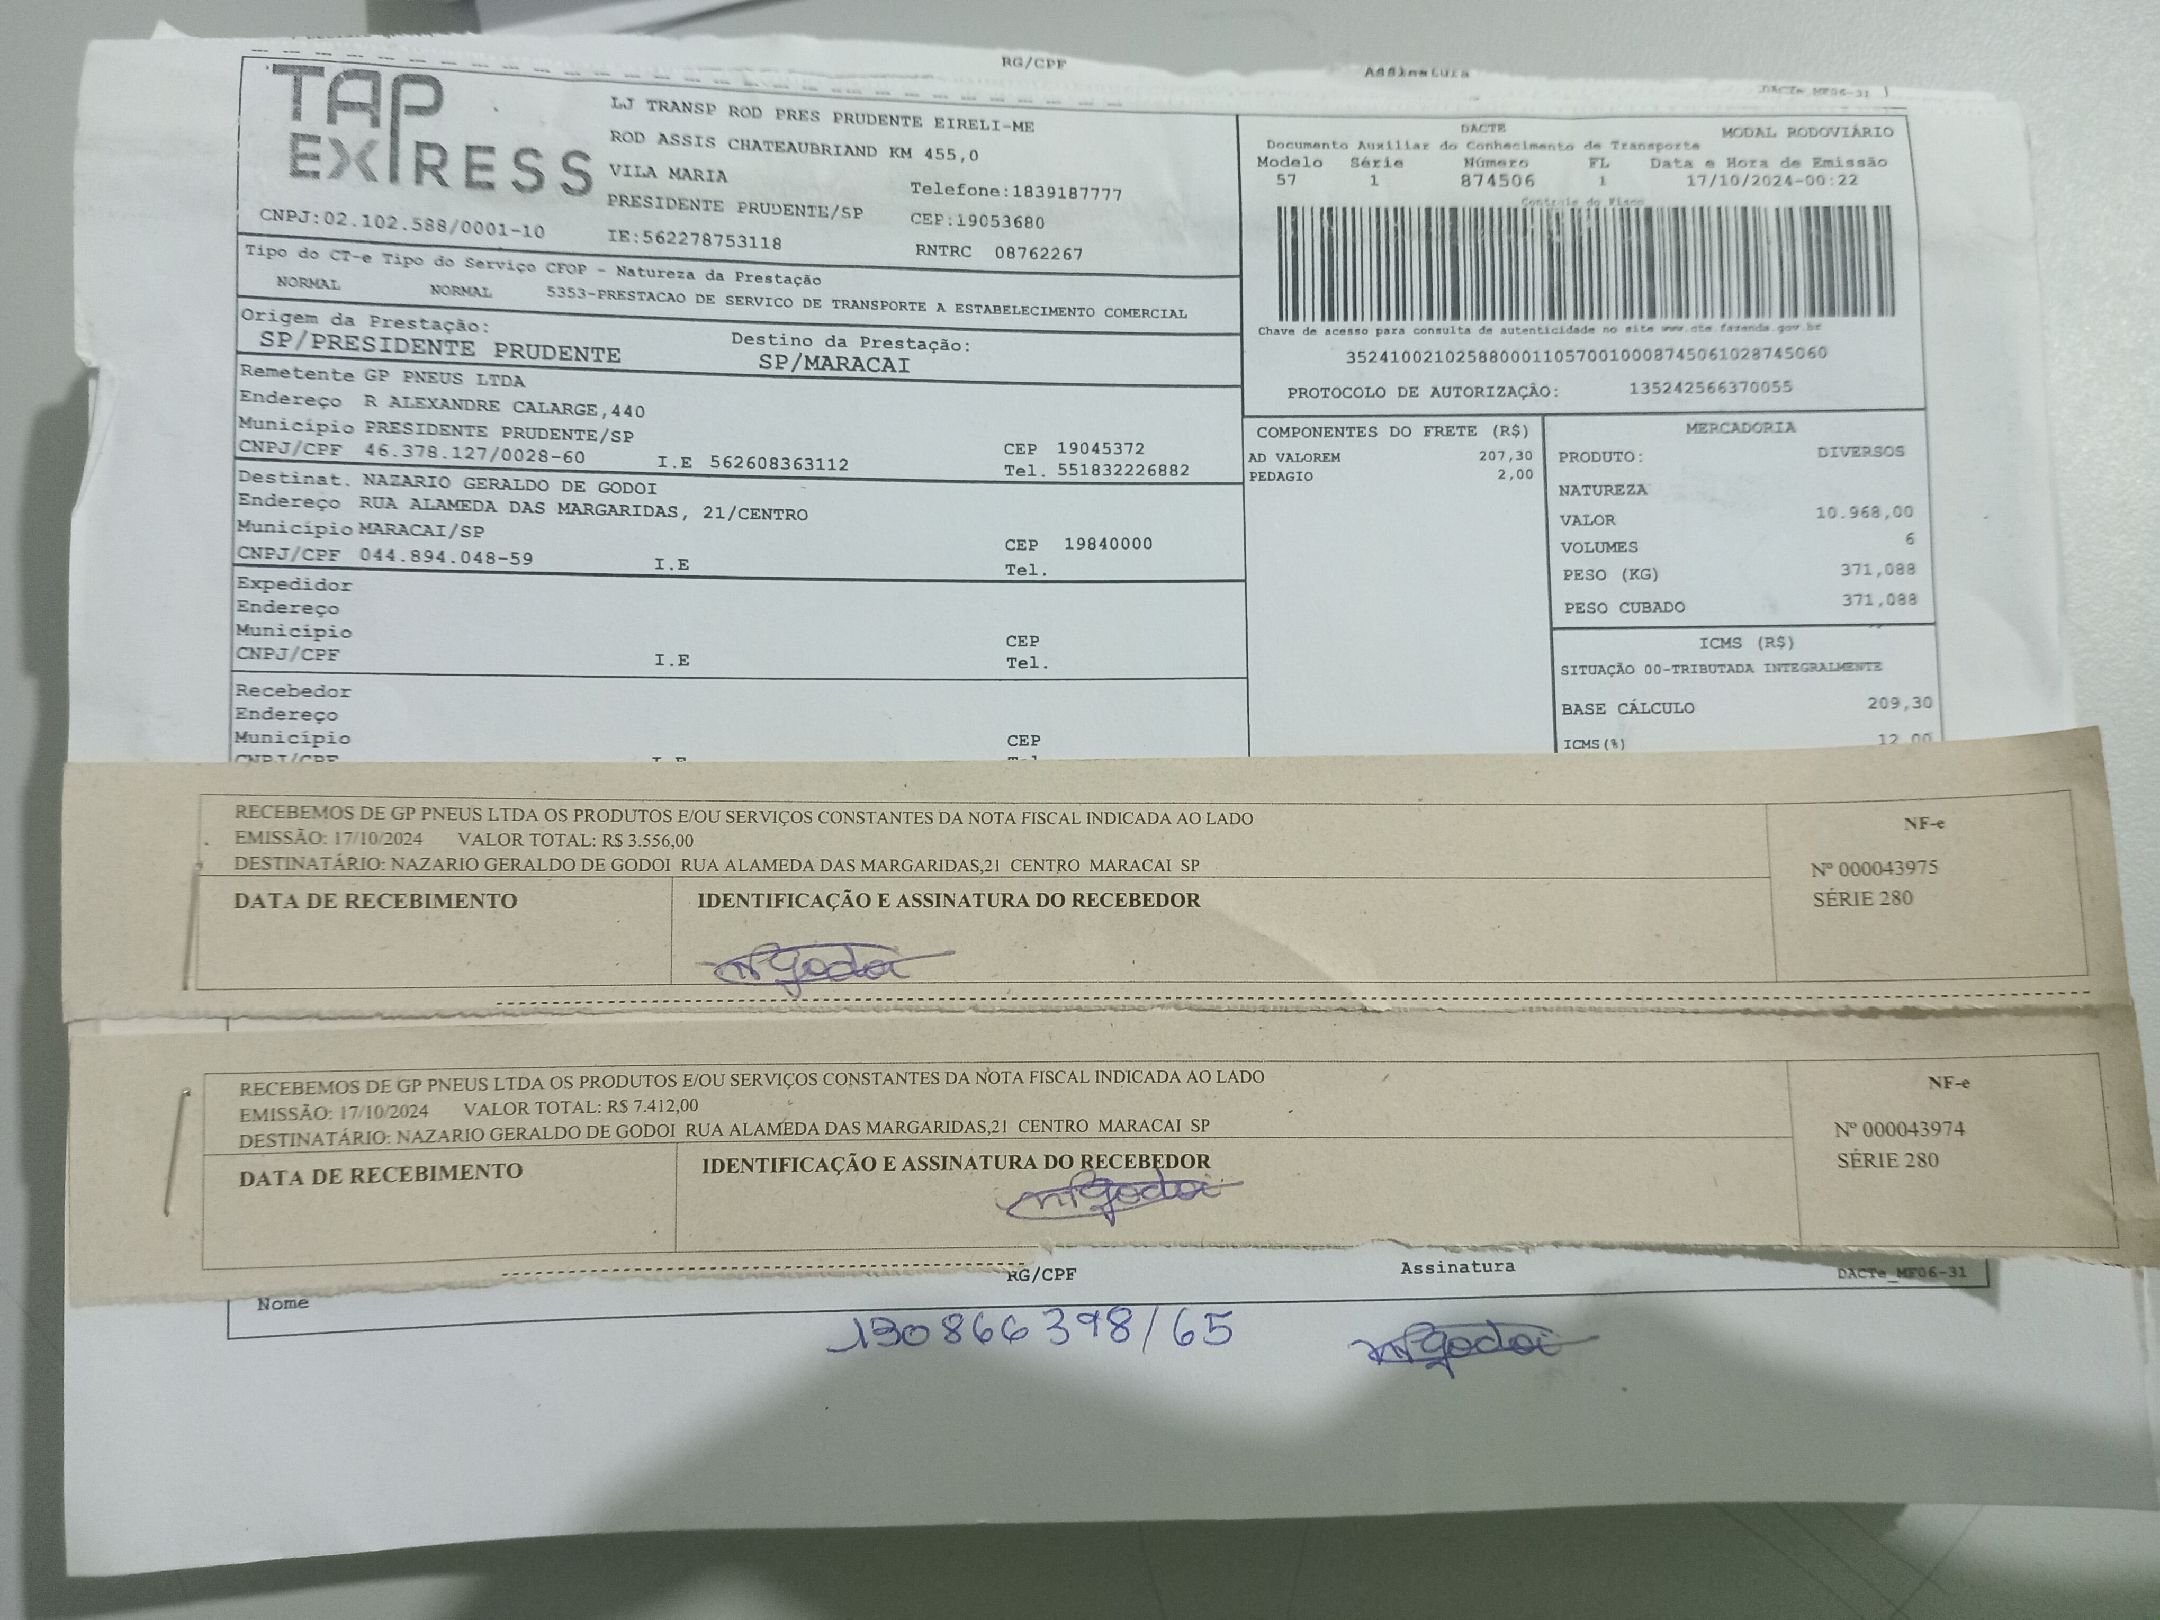 RG/CPF
Assinatura
DACTe_MF06-31
TAP EXPRESS
LJ TRANSP ROD PRES PRUDENTE EIRELI-ME
ROD ASSIS CHATEAUBRIAND KM 455,0
VILA MARIA
Telefone:1839187777
PRESIDENTE PRUDENTE/SP
CEP:19053680
CNPJ:02.102.588/0001-10
IE:562278753118
RNTRC 08762267
DACTE
MODAL RODOVIÁRIO
Documento Auxiliar do Conhecimento de Transporte
Modelo Série Número FL Data e Hora de Emissão
57 1 874506 1 17/10/2024-00:22
Controle do Fisco
Chave de acesso para consulta de autenticidade no site www.cte.fazenda.gov.br
35241002102588000110570010008745061028745060
PROTOCOLO DE AUTORIZAÇÃO: 135242566370055
Tipo do CT-e Tipo do Serviço CFOP - Natureza da Prestação
NORMAL NORMAL 5353-PRESTACAO DE SERVICO DE TRANSPORTE A ESTABELECIMENTO COMERCIAL
Origem da Prestação:
SP/PRESIDENTE PRUDENTE
Destino da Prestação:
SP/MARACAI
Remetente GP PNEUS LTDA
Endereço R ALEXANDRE CALARGE,440
Município PRESIDENTE PRUDENTE/SP
CEP 19045372
CNPJ/CPF 46.378.127/0028-60 I.E 562608363112 Tel. 551832226882
Destinat. NAZARIO GERALDO DE GODOI
Endereço RUA ALAMEDA DAS MARGARIDAS, 21/CENTRO
Município MARACAI/SP
CEP 19840000
CNPJ/CPF 044.894.048-59 I.E Tel.
Expedidor
Endereço
Município CEP
CNPJ/CPF I.E Tel.
Recebedor
Endereço
Município CEP
CNPJ/CPF I.E Tel.
COMPONENTES DO FRETE (R$)
AD VALOREM 207,30
PEDAGIO 2,00
MERCADORIA
PRODUTO: DIVERSOS
NATUREZA
VALOR 10.968,00
VOLUMES 6
PESO (KG) 371,088
PESO CUBADO 371,088
ICMS (R$)
SITUAÇÃO 00-TRIBUTADA INTEGRALMENTE
BASE CÁLCULO 209,30
ICMS(%) 12,00
RECEBEMOS DE GP PNEUS LTDA OS PRODUTOS E/OU SERVIÇOS CONSTANTES DA NOTA FISCAL INDICADA AO LADO
EMISSÃO: 17/10/2024 VALOR TOTAL: R$ 3.556,00
DESTINATÁRIO: NAZARIO GERALDO DE GODOI RUA ALAMEDA DAS MARGARIDAS,21 CENTRO MARACAI SP
NF-e
Nº 000043975
SÉRIE 280
DATA DE RECEBIMENTO
IDENTIFICAÇÃO E ASSINATURA DO RECEBEDOR
RECEBEMOS DE GP PNEUS LTDA OS PRODUTOS E/OU SERVIÇOS CONSTANTES DA NOTA FISCAL INDICADA AO LADO
EMISSÃO: 17/10/2024 VALOR TOTAL: R$ 7.412,00
DESTINATÁRIO: NAZARIO GERALDO DE GODOI RUA ALAMEDA DAS MARGARIDAS,21 CENTRO MARACAI SP
NF-e
Nº 000043974
SÉRIE 280
DATA DE RECEBIMENTO
IDENTIFICAÇÃO E ASSINATURA DO RECEBEDOR
Nome
RG/CPF
Assinatura
DACTe_MF06-31
130866398/65